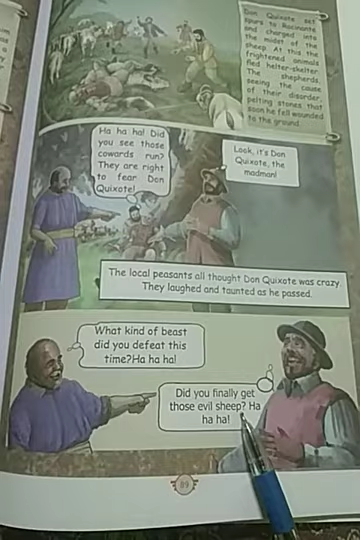 Don Quixote set
spurs to Rocinante
and charged into
the midst of the
sheep. At this the
frightened animals
fled helter-skelter.
The shepherds,
seeing the cause
of their disorder,
pelting stones that
soon he fell wounded
to the ground.
Ha ha ha! Did
you see those
cowards run?
They are right
to fear Don
Quixote!
Look, it's Don
Quixote, the
madman!
The local peasants all thought Don Quixote was crazy.
They laughed and taunted as he passed.
What kind of beast
did you defeat this
time?Ha ha ha!
Did you finally get
those evil sheep? Ha
ha ha!
89